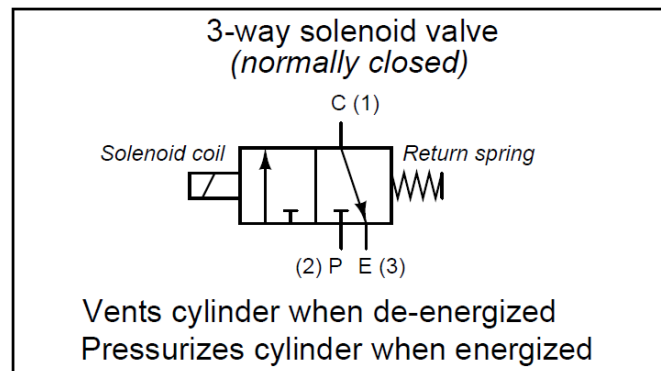 3-way solenoid valve
(normally closed)
C (1)
Solenoid coil
Return spring
(2) P E (3)
Vents cylinder when de-energized
Pressurizes cylinder when energized